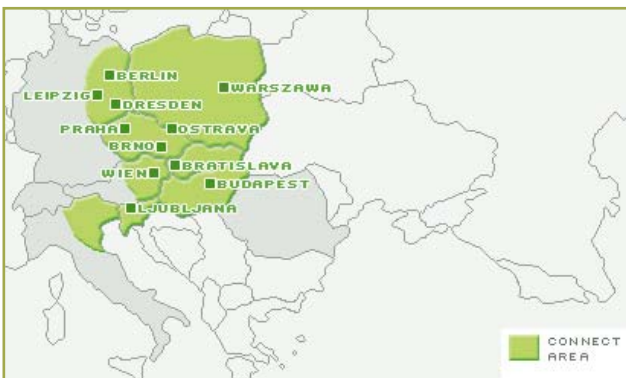 BERLIN
WARSZAWA
LEIPZIG
DRESDEN
PRAHA
OSTRAVA
BRNO
BRATISLAVA
WIEN
BUDAPEST
LJUBLJANA
CONNECT
AREA